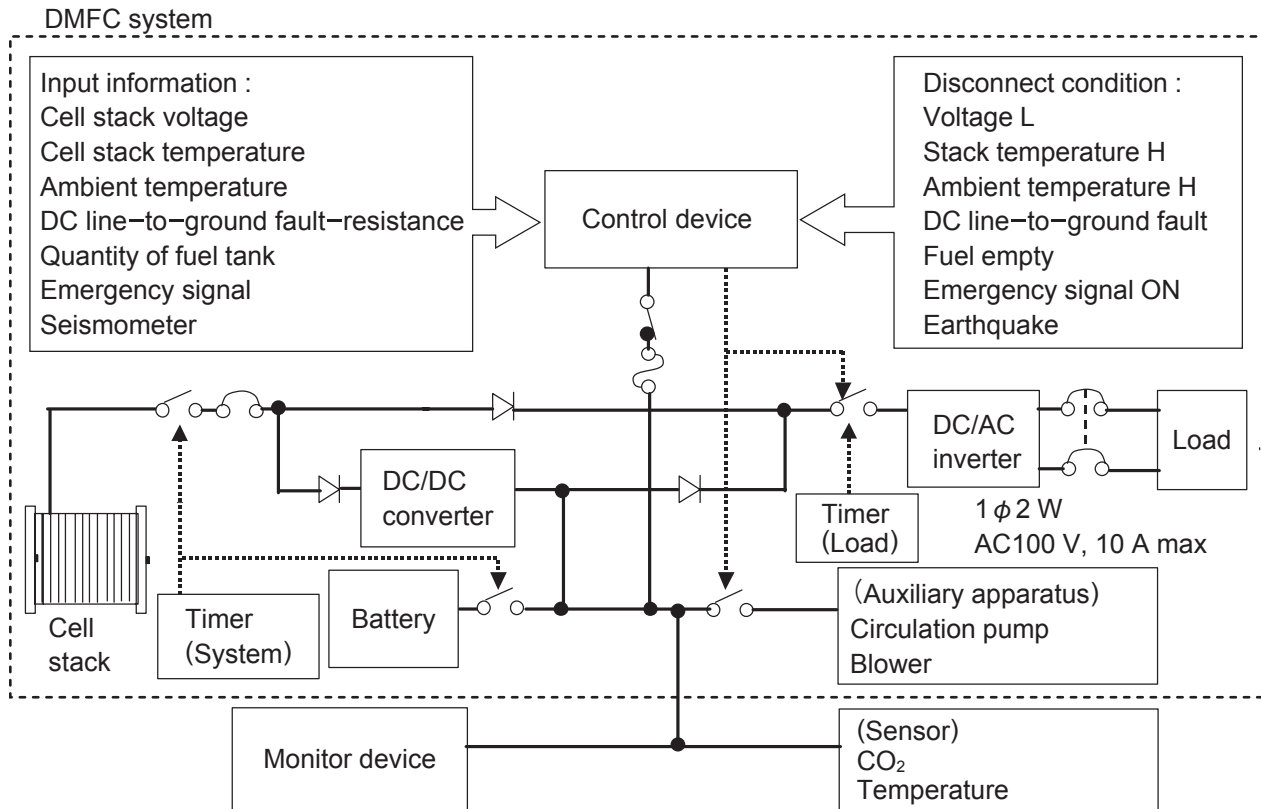 DMFC system
Input information :
Cell stack voltage
Cell stack temperature
Ambient temperature
DC line−to−ground fault−resistance
Quantity of fuel tank
Emergency signal
Seismometer
Control device
Disconnect condition :
Voltage L
Stack temperature H
Ambient temperature H
DC line−to−ground fault
Fuel empty
Emergency signal ON
Earthquake
DC/DC
converter
DC/AC
inverter
Load
Timer
(Load)
1 ϕ 2 W
AC100 V, 10 A max
Cell
stack
Timer
(System)
Battery
(Auxiliary apparatus)
Circulation pump
Blower
Monitor device
(Sensor)
CO₂
Temperature